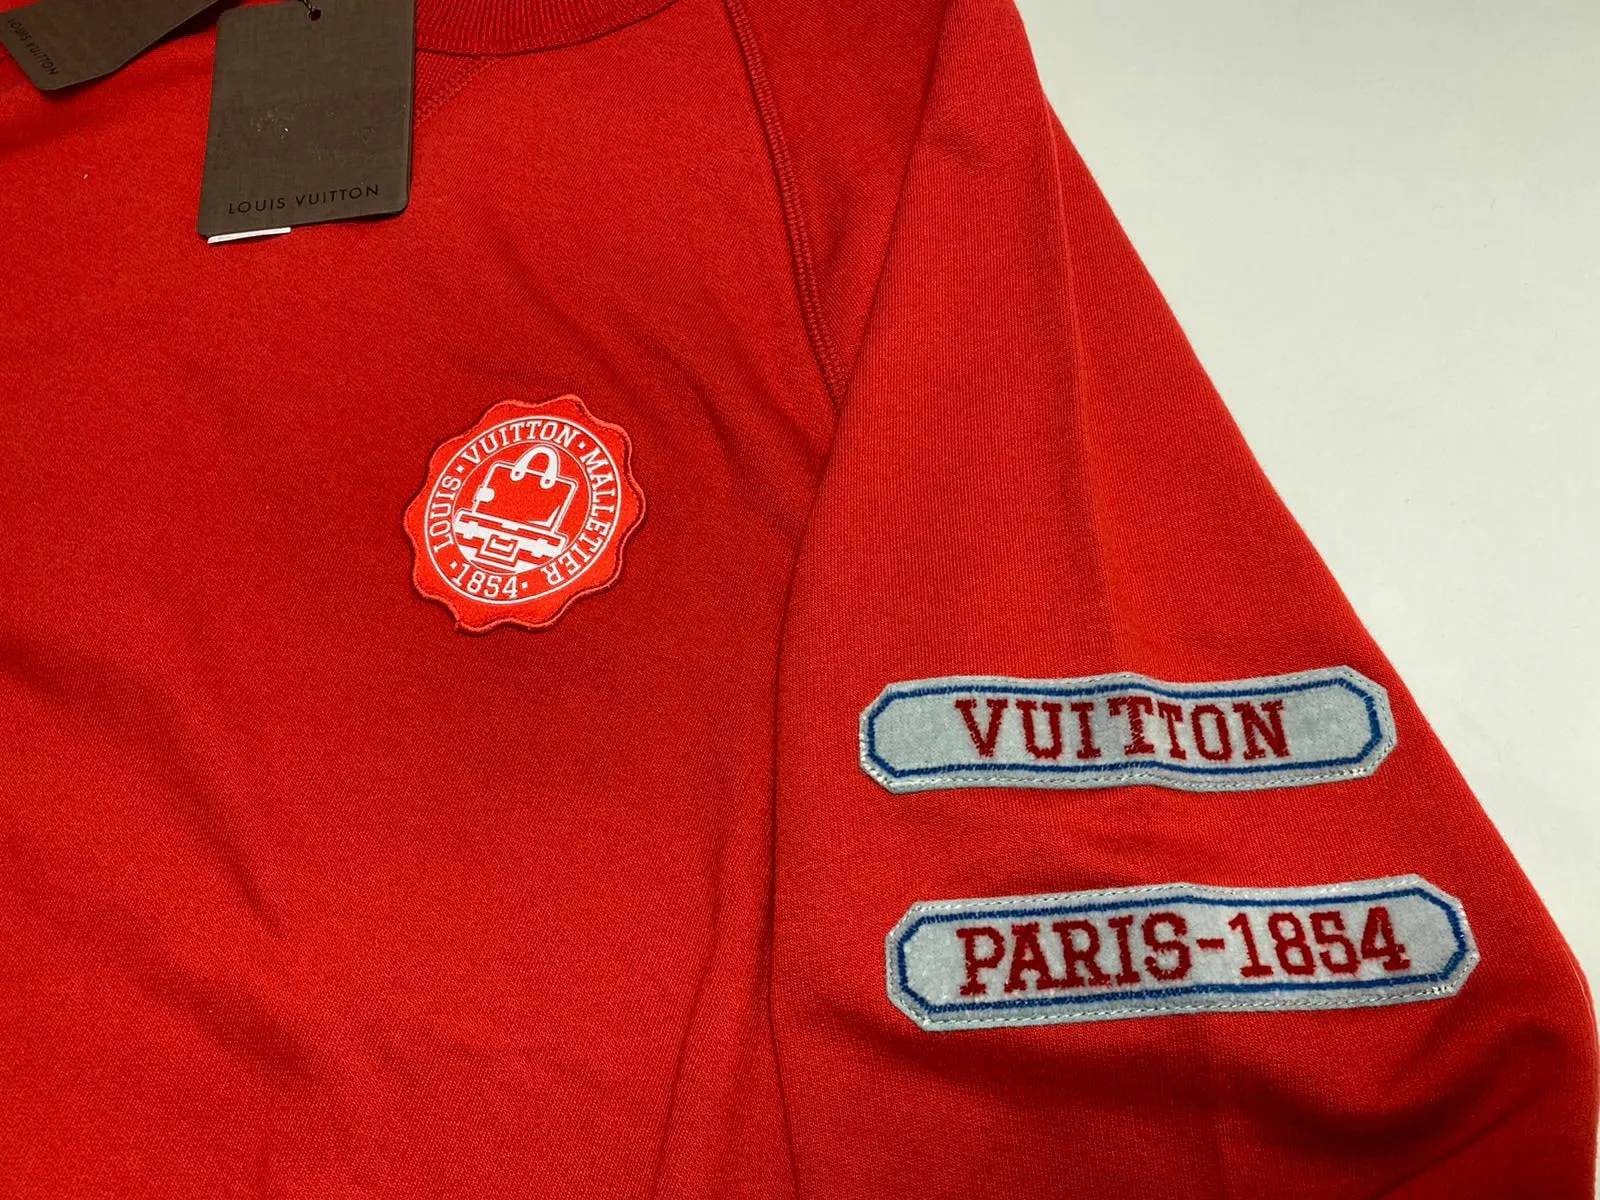 LOUIS VUITTON
LOUIS VUITTON
LOUIS · VUITTON · MALLETIER
· 1854 ·
VUITTON
PARIS-1854